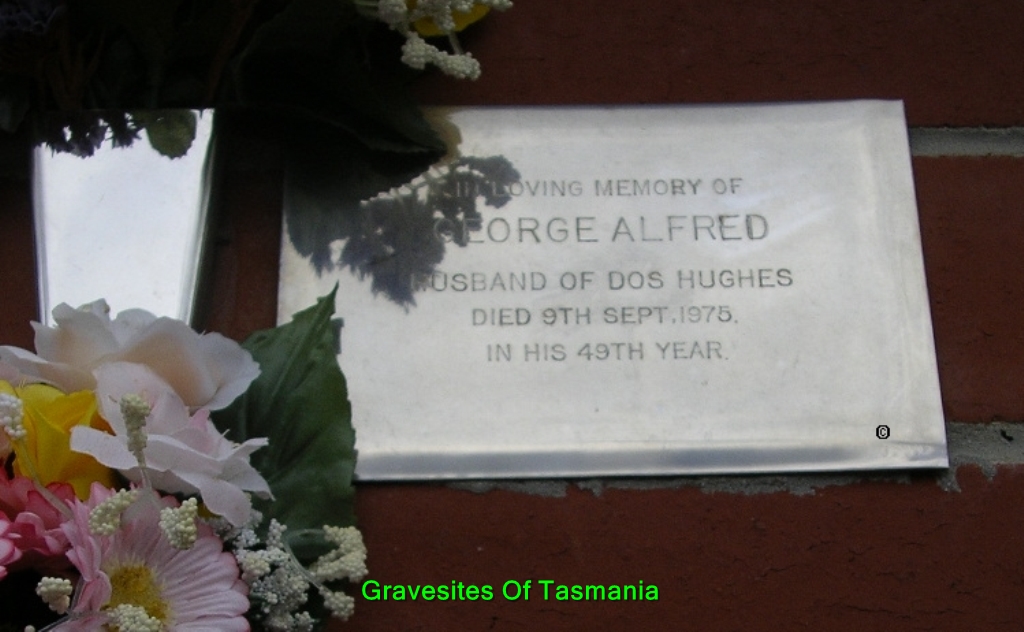 IN LOVING MEMORY OF
GEORGE ALFRED
HUSBAND OF DOS HUGHES
DIED 9TH SEPT, 1975.
IN HIS 49TH YEAR.
©
Gravesites Of Tasmania